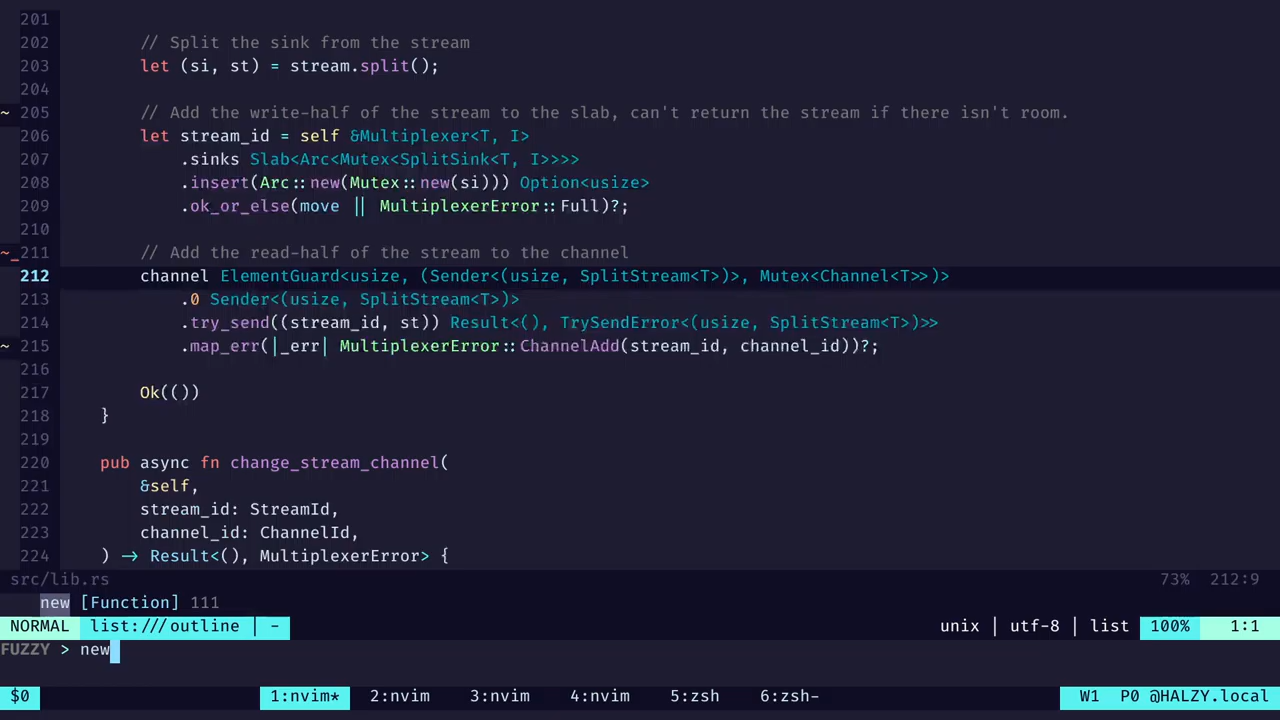 201
202 // Split the sink from the stream
203 let (si, st) = stream.split();
204
~ 205 // Add the write-half of the stream to the slab, can't return the stream if there isn't room.
206 let stream_id = self &Multiplexer<T, I>
207 .sinks Slab<Arc<Mutex<SplitSink<T, I>>>>
208 .insert(Arc::new(Mutex::new(si))) Option<usize>
209 .ok_or_else(move || MultiplexerError::Full)?;
210
~_211 // Add the read-half of the stream to the channel
212 channel ElementGuard<usize, (Sender<(usize, SplitStream<T>)>, Mutex<Channel<T>>)>
213 .0 Sender<(usize, SplitStream<T>)>
214 .try_send((stream_id, st)) Result<(), TrySendError<(usize, SplitStream<T>)>>
~ 215 .map_err(|_err| MultiplexerError::ChannelAdd(stream_id, channel_id))?;
216
217 Ok(())
218 }
219
220 pub async fn change_stream_channel(
221 &self,
222 stream_id: StreamId,
223 channel_id: ChannelId,
224 ) -> Result<(), MultiplexerError> {
src/lib.rs 73% 212:9
new [Function] 111
NORMAL list:///outline | - unix | utf-8 | list 100% 1:1
FUZZY > new
$0 1:nvim* 2:nvim 3:nvim 4:nvim 5:zsh 6:zsh- W1 P0 @HALZY.local